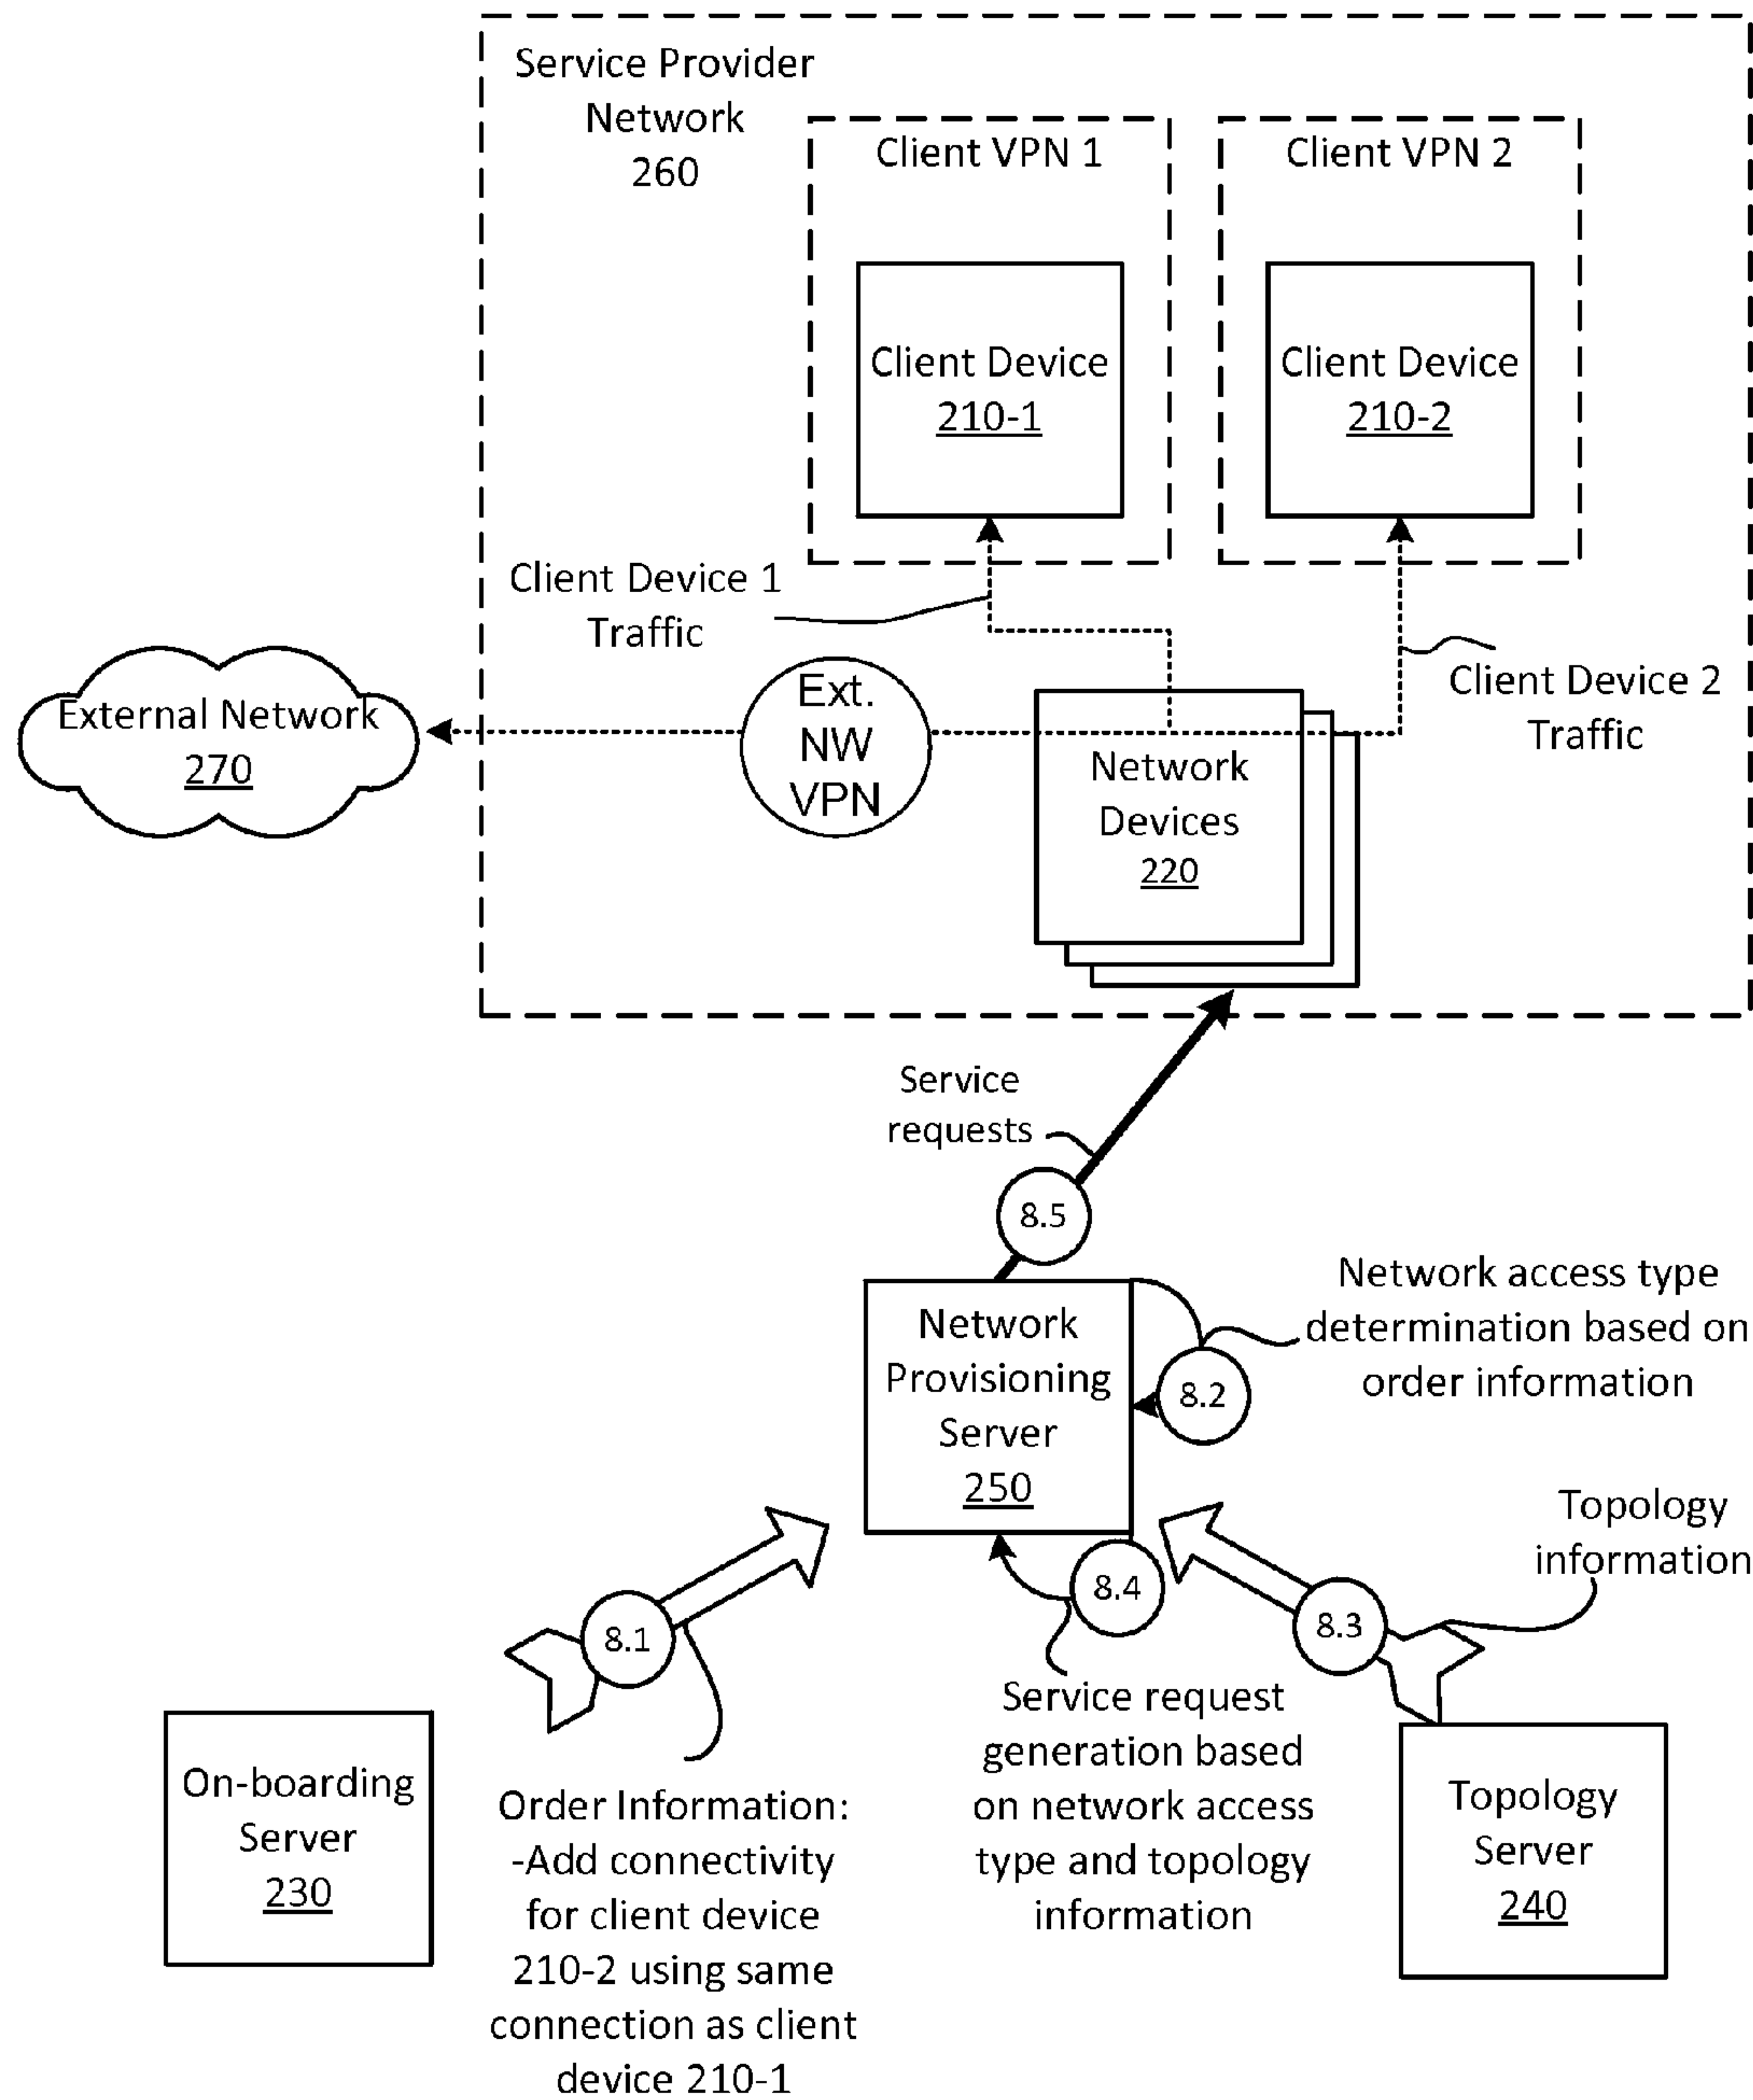 Service Provider
Network
260
Client VPN 1
Client VPN 2
Client Device
210-1
Client Device
210-2
Client Device 1
Traffic
Client Device 2
Traffic
External Network
270
Ext.
NW
VPN
Network
Devices
220
Service
requests
8.5
Network
Provisioning
Server
250
Network access type
determination based on
order information
8.2
Topology
information
8.4
8.3
8.1
Service request
generation based
on network access
type and topology
information
On-boarding
Server
230
Order Information:
-Add connectivity
for client device
210-2 using same
connection as client
device 210-1
Topology
Server
240